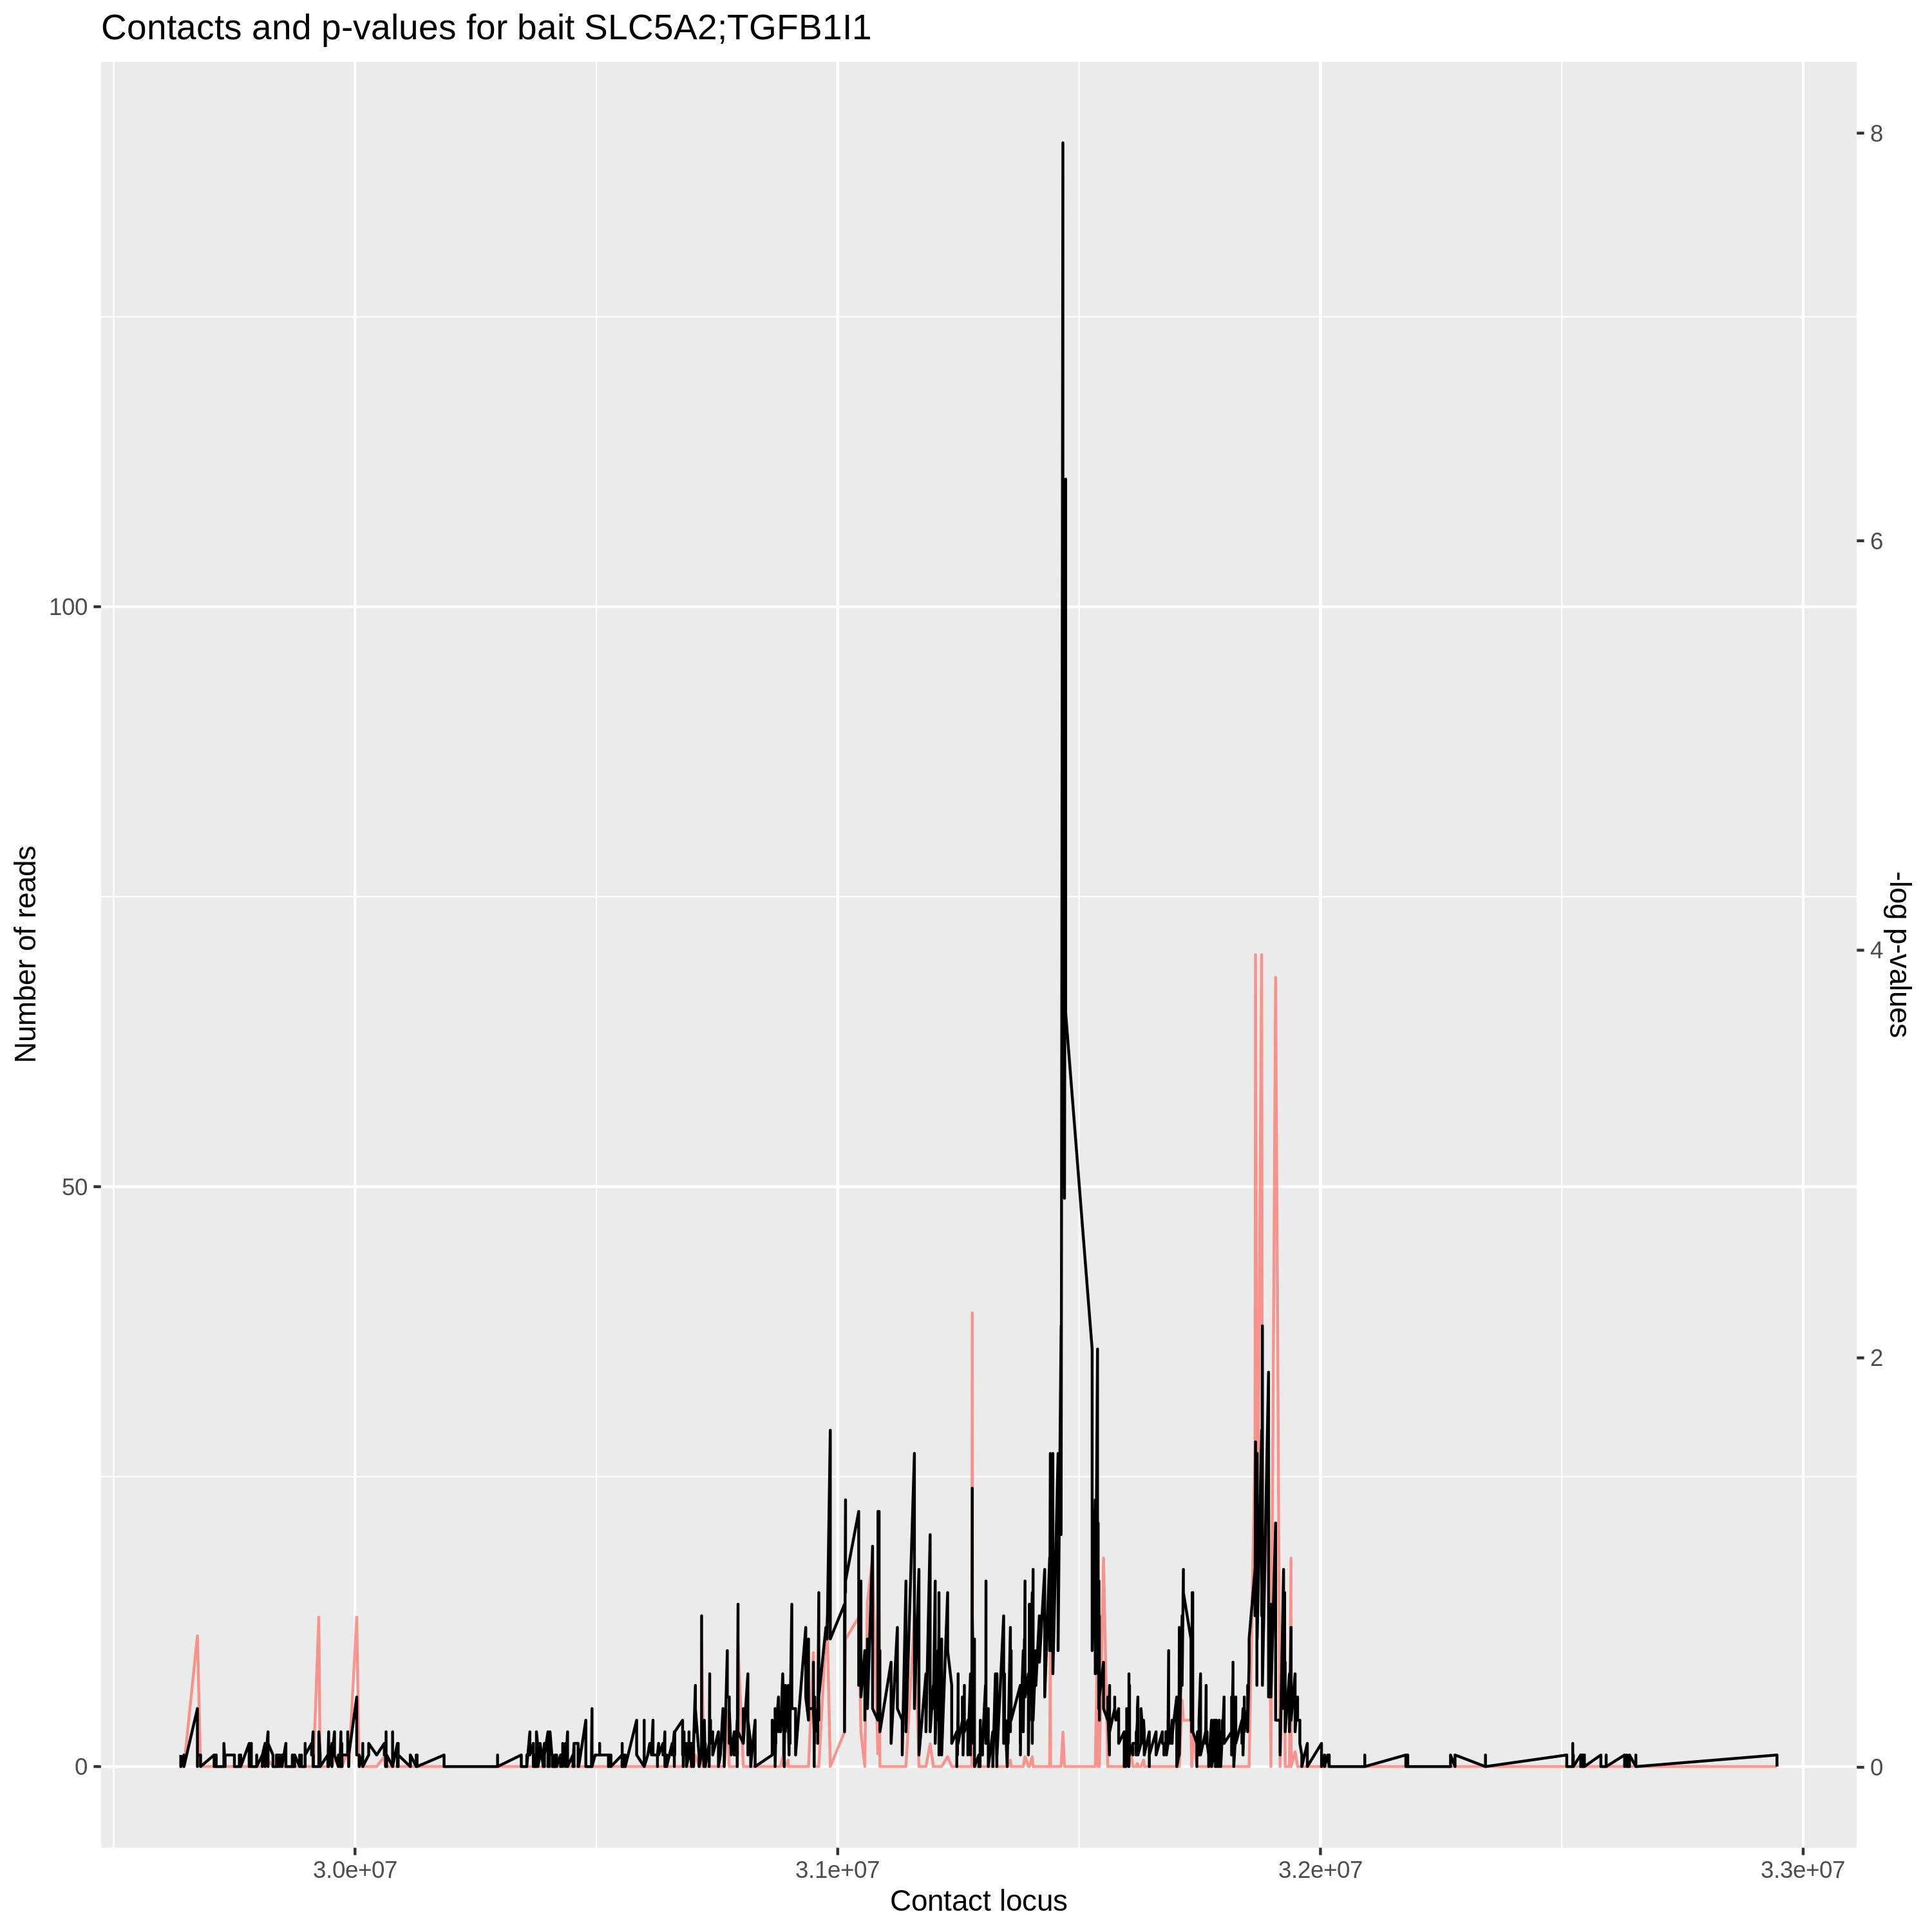 Contacts and p-values for bait SLC5A2;TGFB1I1
8
6
100
Number of reads
-log p-values
4
50
2
0
0
3.0e+07
3.1e+07
3.2e+07
3.3e+07
Contact locus